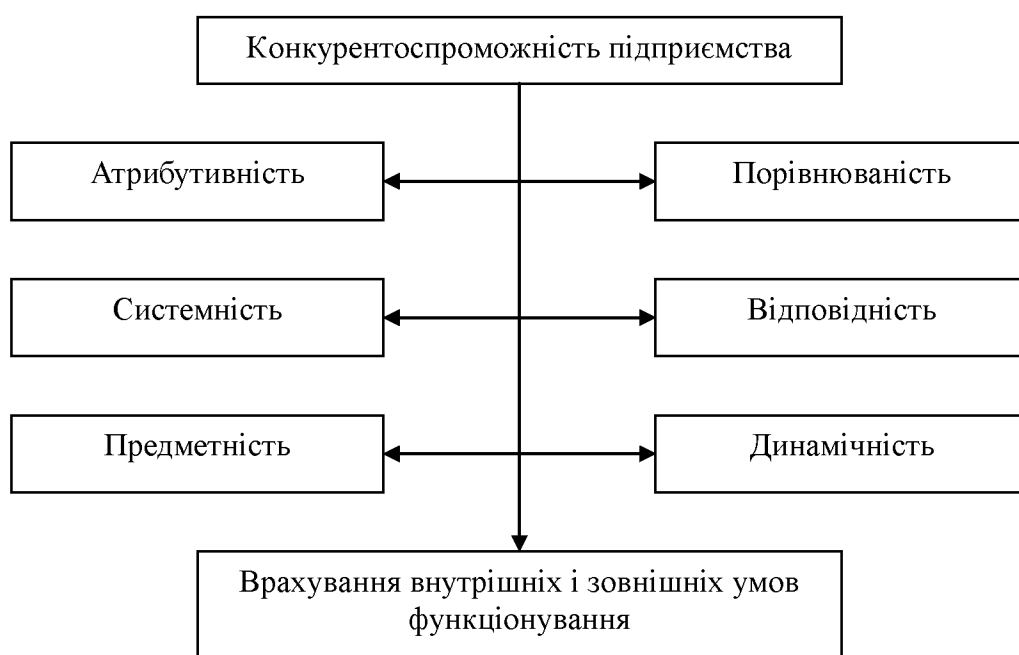 Конкурентоспроможність підприємства
Атрибутивність
Порівнюваність
Системність
Відповідність
Предметність
Динамічність
Врахування внутрішніх і зовнішніх умов
функціонування